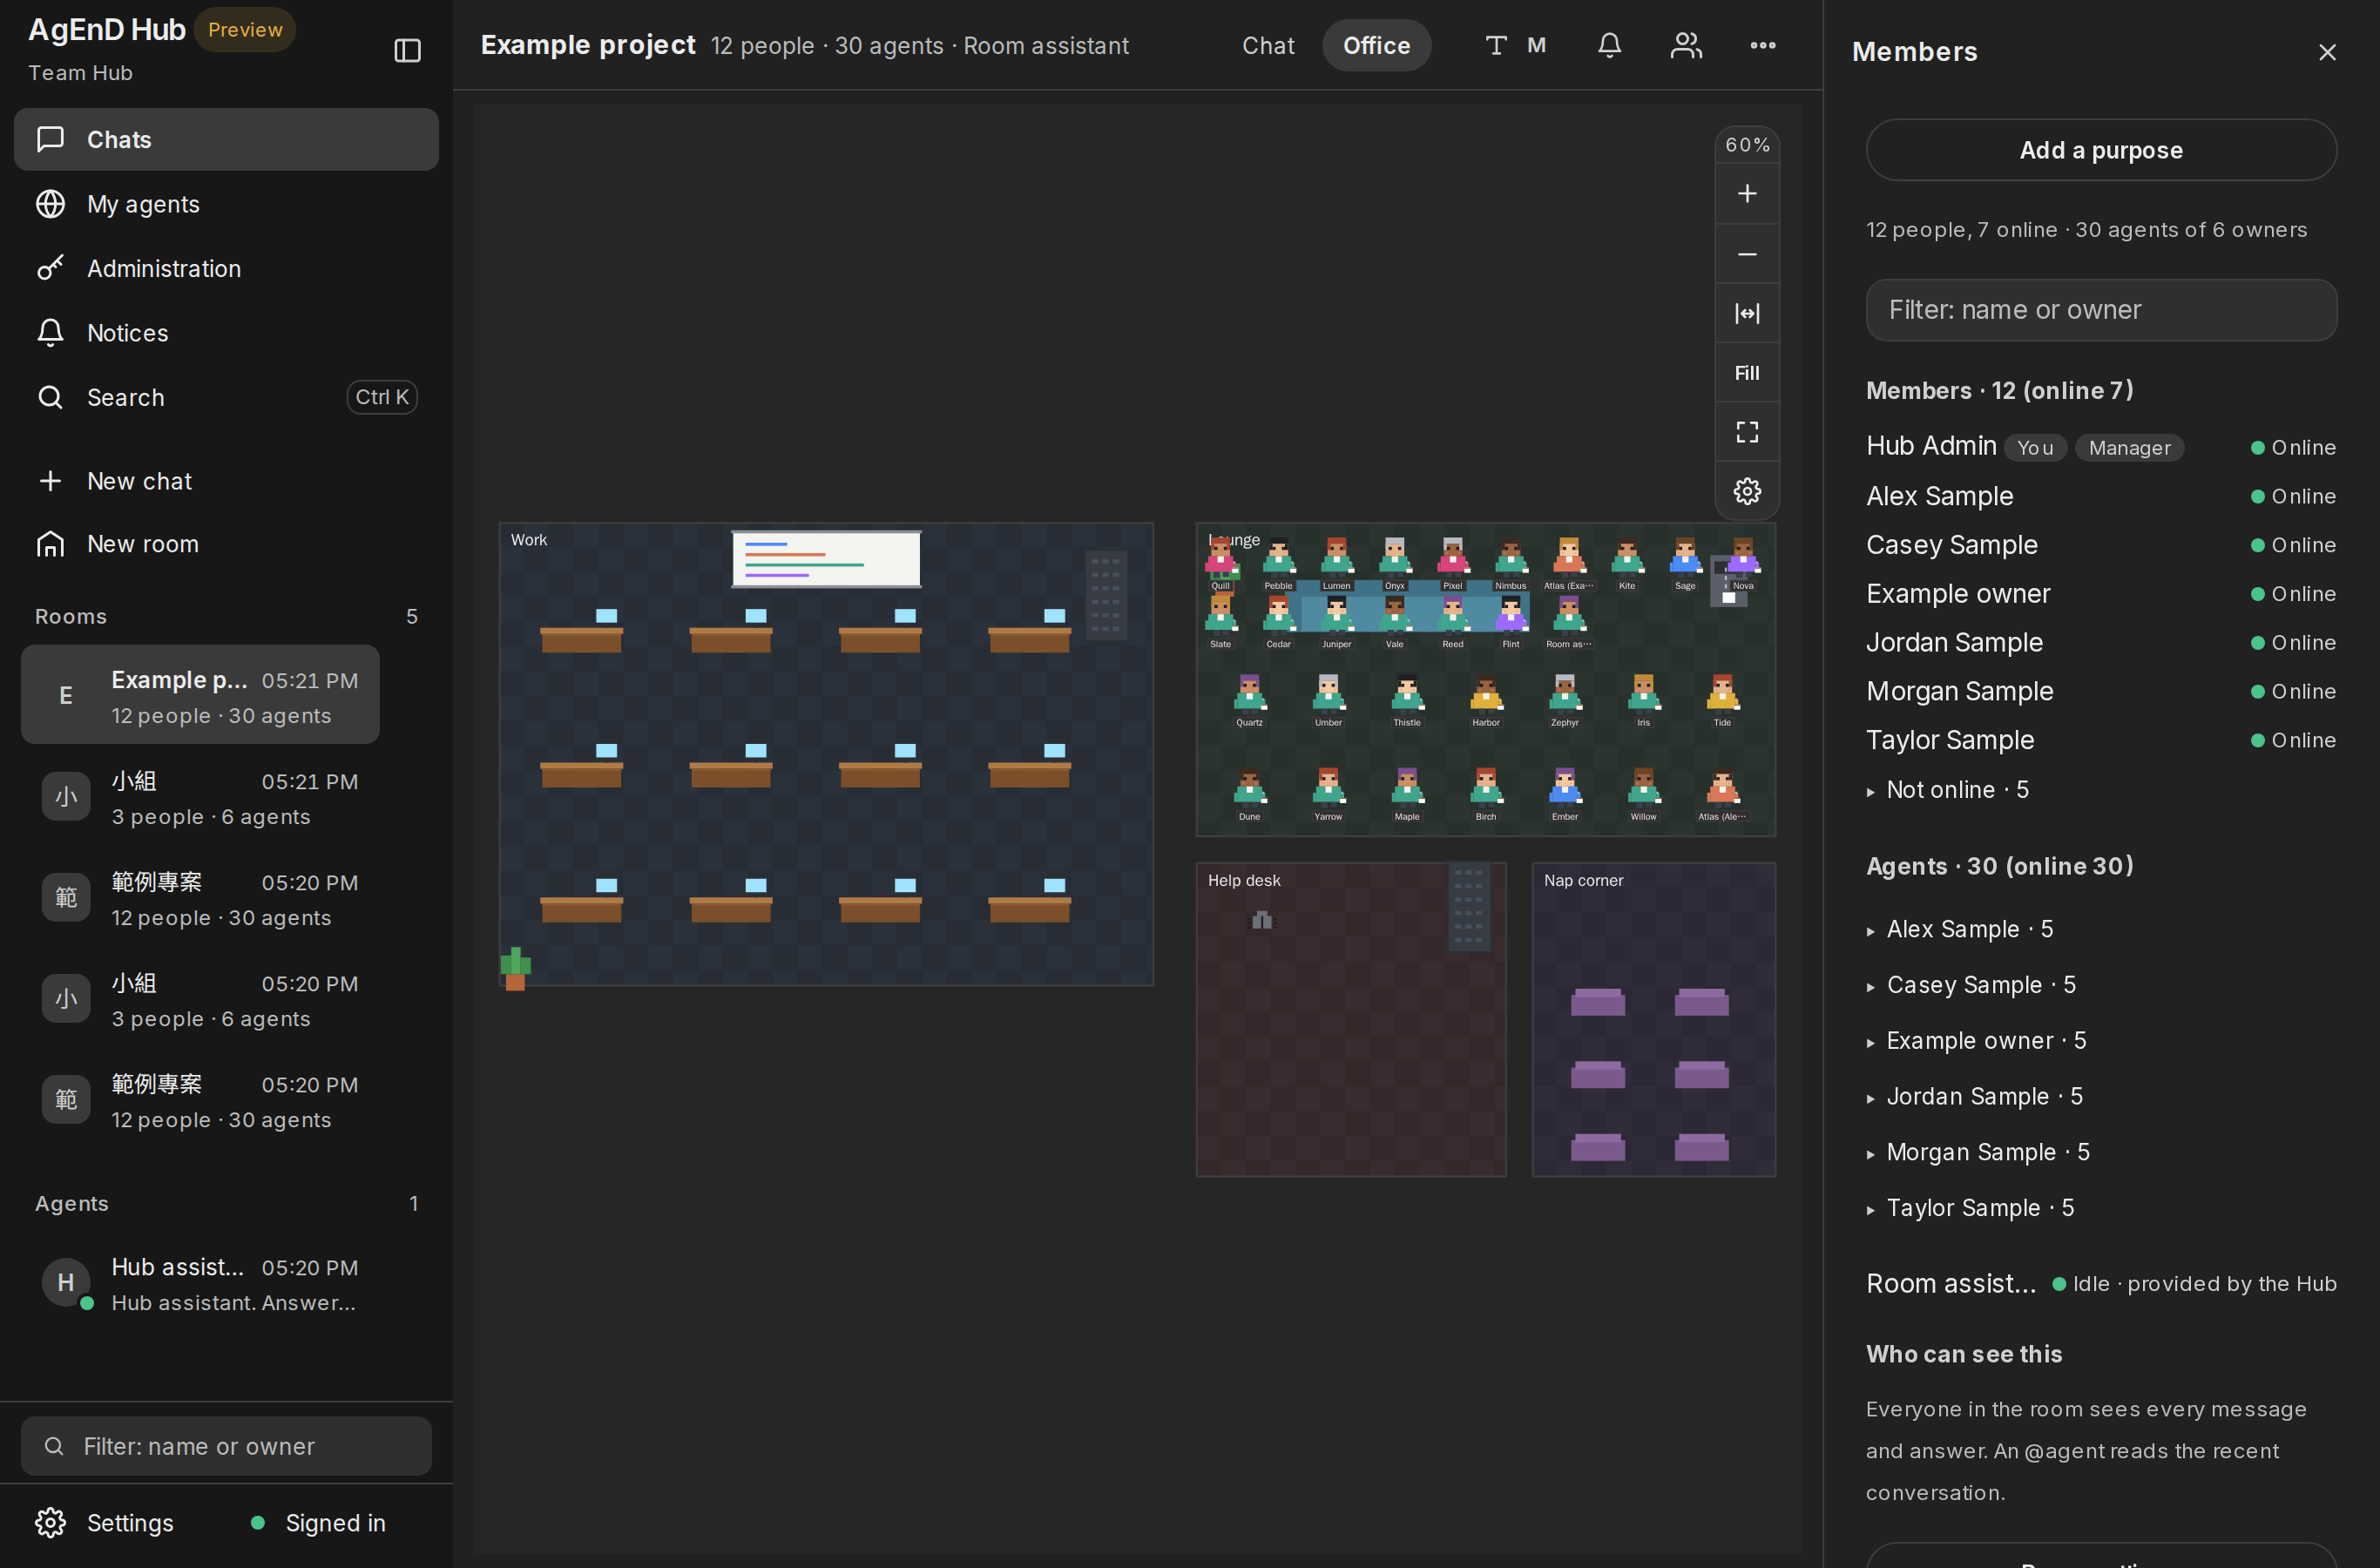 AgEnD Hub Preview
Team Hub
Chats
My agents
Administration
Notices
Search Ctrl K
New chat
New room
Rooms 5
E Example p... 05:21 PM
12 people · 30 agents
小 小組 05:21 PM
3 people · 6 agents
範 範例專案 05:20 PM
12 people · 30 agents
小 小組 05:20 PM
3 people · 6 agents
範 範例專案 05:20 PM
12 people · 30 agents
Agents 1
H Hub assist... 05:20 PM
Hub assistant. Answer...
Filter: name or owner
Settings Signed in
Example project 12 people · 30 agents · Room assistant
Chat Office T M
60%
Fill
Work
Lounge
Quill Pebble Lumen Onyx Pixel Nimbus Atlas (Exa··· Kite Sage Nova
Slate Cedar Juniper Vale Reed Flint Room as···
Quartz Umber Thistle Harbor Zephyr Iris Tide
Dune Yarrow Maple Birch Ember Willow Atlas (Ale···
Help desk
Nap corner
Members
Add a purpose
12 people, 7 online · 30 agents of 6 owners
Filter: name or owner
Members · 12 (online 7)
Hub Admin You Manager Online
Alex Sample Online
Casey Sample Online
Example owner Online
Jordan Sample Online
Morgan Sample Online
Taylor Sample Online
Not online · 5
Agents · 30 (online 30)
Alex Sample · 5
Casey Sample · 5
Example owner · 5
Jordan Sample · 5
Morgan Sample · 5
Taylor Sample · 5
Room assist... Idle · provided by the Hub
Who can see this
Everyone in the room sees every message
and answer. An @agent reads the recent
conversation.